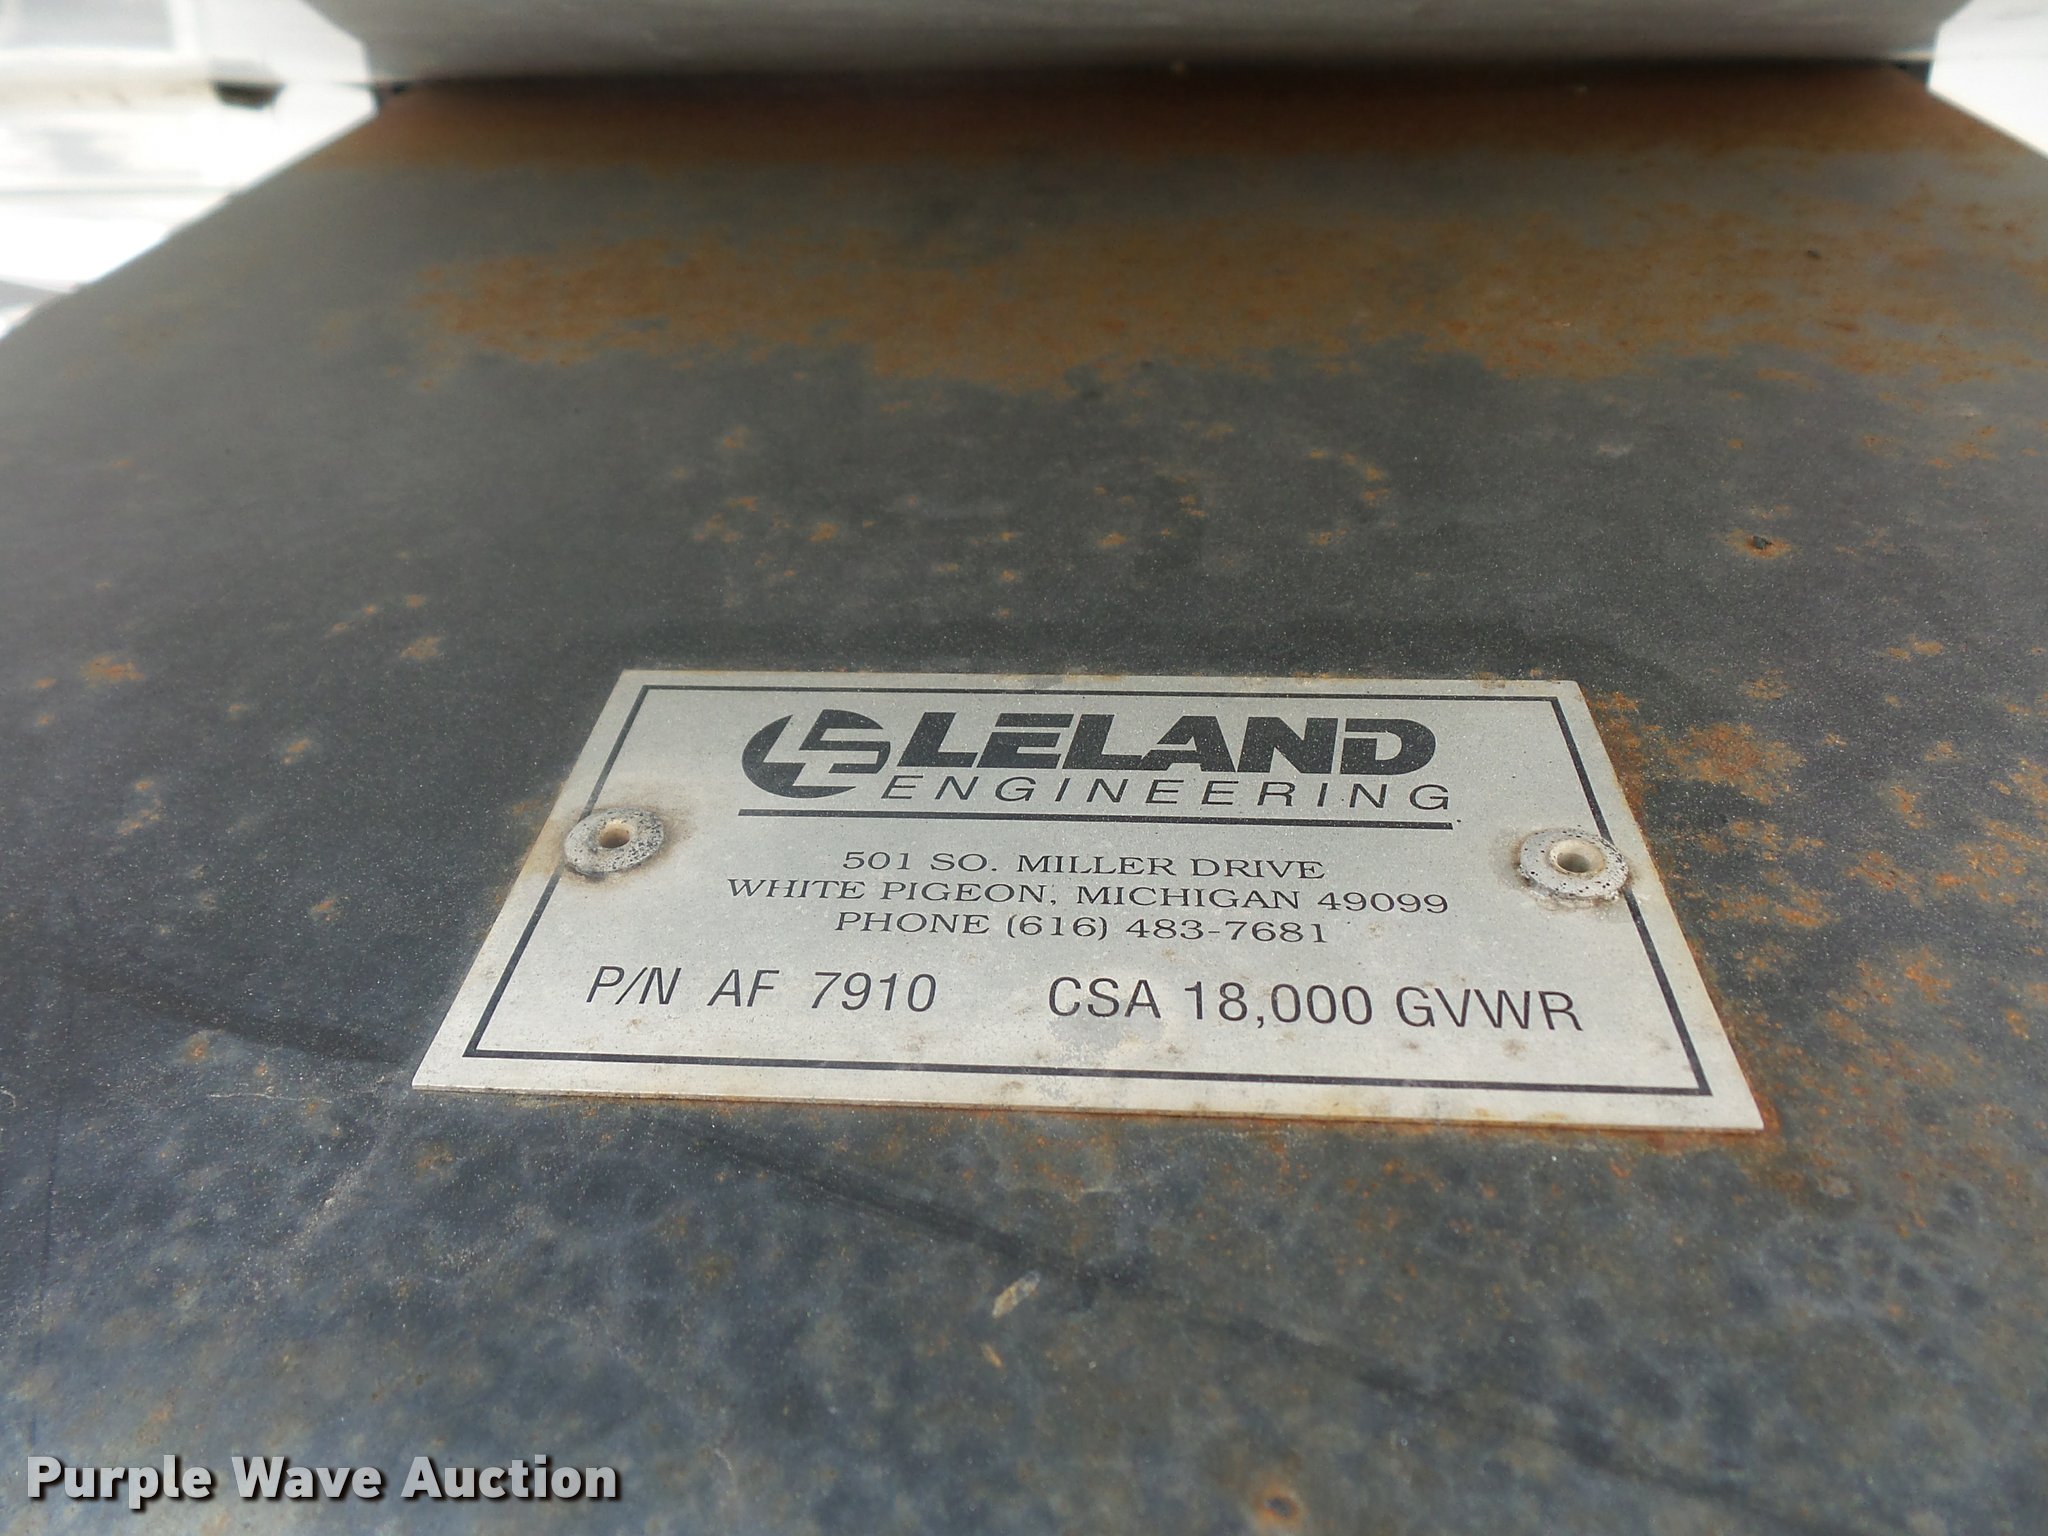 LE LELAND
ENGINEERING
501 SO. MILLER DRIVE
WHITE PIGEON, MICHIGAN 49099
PHONE (616) 483-7681
P/N AF 7910 CSA 18,000 GVWR
Purple Wave Auction